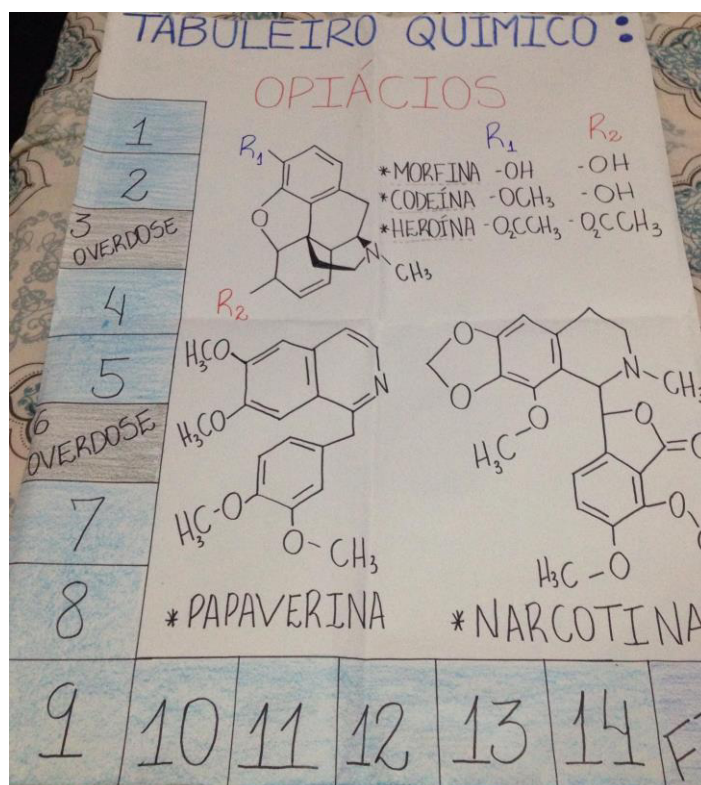 TABULEIRO QUÍMICO:
OPIÁCIOS
R₁ R₂
*MORFINA -OH -OH
*CODEÍNA -OCH₃ -OH
*HEROÍNA -O₂CCH₃ -O₂CCH₃
R₁
O
N-CH₃
R₂
H₃CO
H₃CO
N
H₃C-O
O-CH₃
*PAPAVERINA
O
O
N-CH₃
O
H₃C
O
=O
O
H₃C-O
*NARCOTINA
1
2
3
OVERDOSE
4
5
6
OVERDOSE
7
8
9 10 11 12 13 14